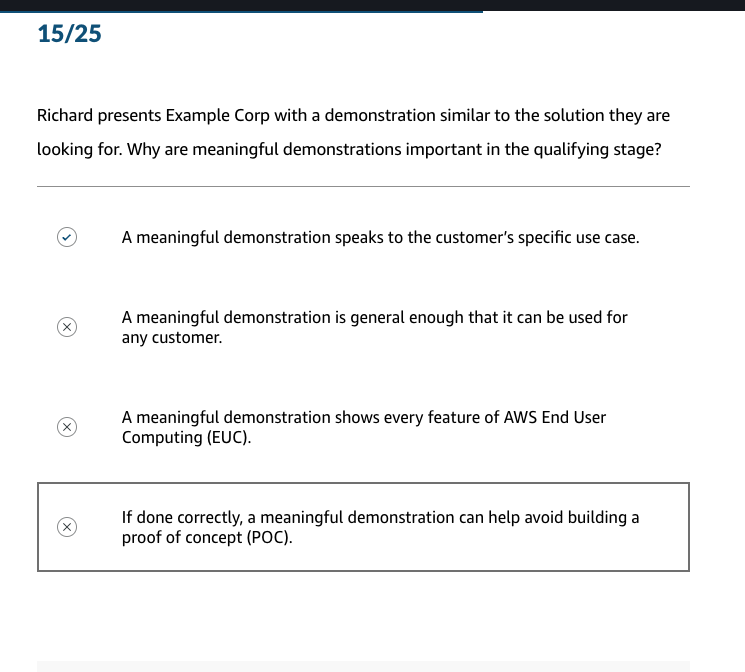 15/25
Richard presents Example Corp with a demonstration similar to the solution they are
looking for. Why are meaningful demonstrations important in the qualifying stage?
A meaningful demonstration speaks to the customer’s specific use case.
A meaningful demonstration is general enough that it can be used for
any customer.
A meaningful demonstration shows every feature of AWS End User
Computing (EUC).
If done correctly, a meaningful demonstration can help avoid building a
proof of concept (POC).